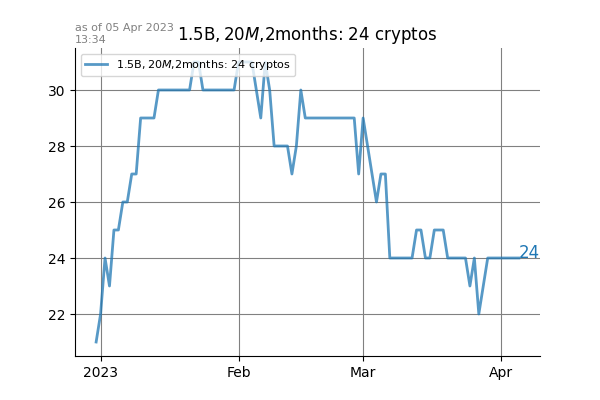 as of 05 Apr 2023
13:34
1.5B, 20M,2months: 24 cryptos
1.5B, 20M,2months: 24 cryptos
30
28
26
24
22
24
2023
Feb
Mar
Apr